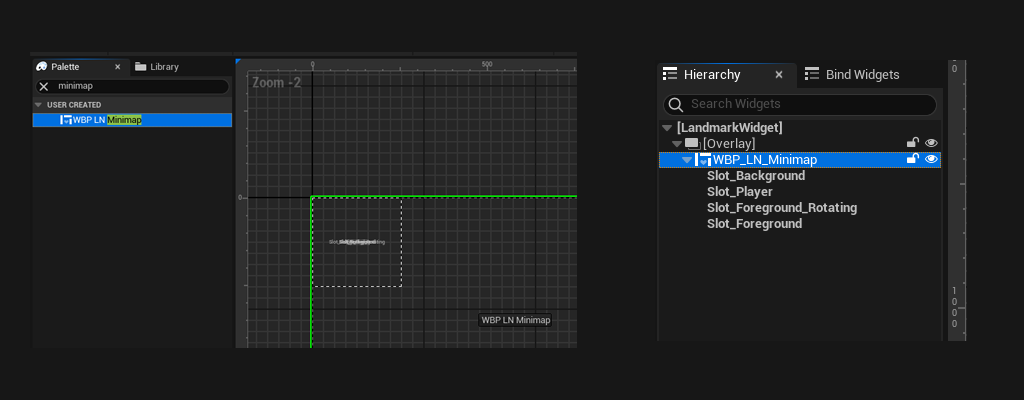 Palette
Library
minimap
USER CREATED
WBP LN Minimap
Zoom -2
0
500
0
WBP LN Minimap
Hierarchy
Bind Widgets
Search Widgets
[LandmarkWidget]
[Overlay]
WBP_LN_Minimap
Slot_Background
Slot_Player
Slot_Foreground_Rotating
Slot_Foreground
0
1
0
0
0